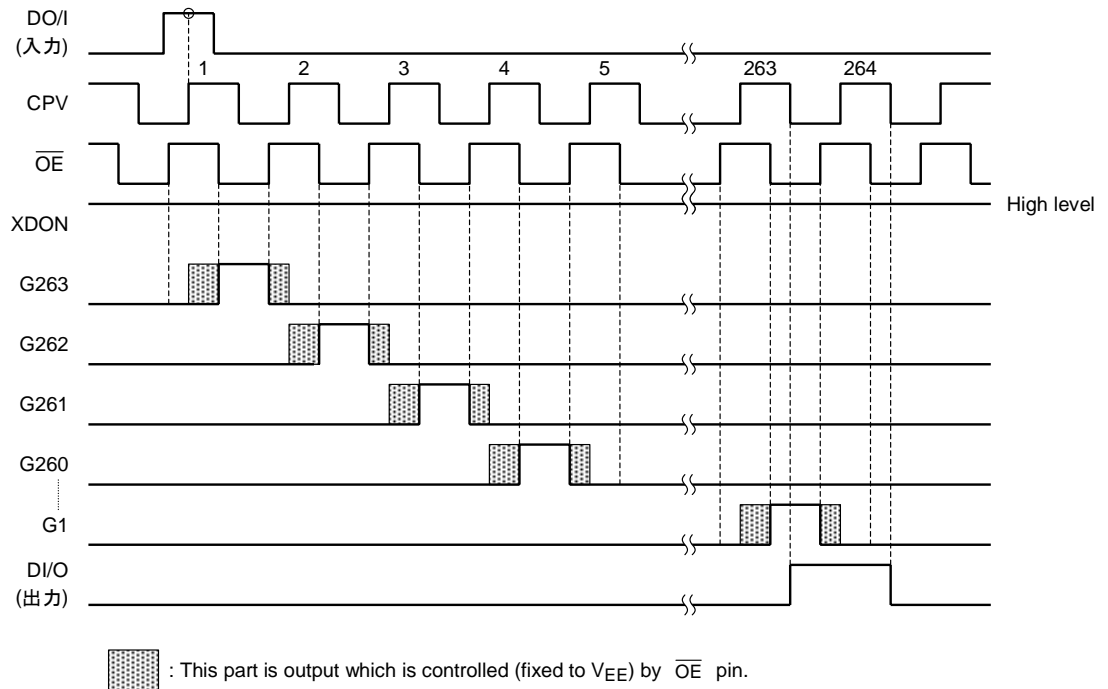 DO/I
(入力)
1 2 3 4 5 263 264
CPV
OE
High level
XDON
G263
G262
G261
G260
G1
DI/O
(出力)
: This part is output which is controlled (fixed to VEE) by OE pin.